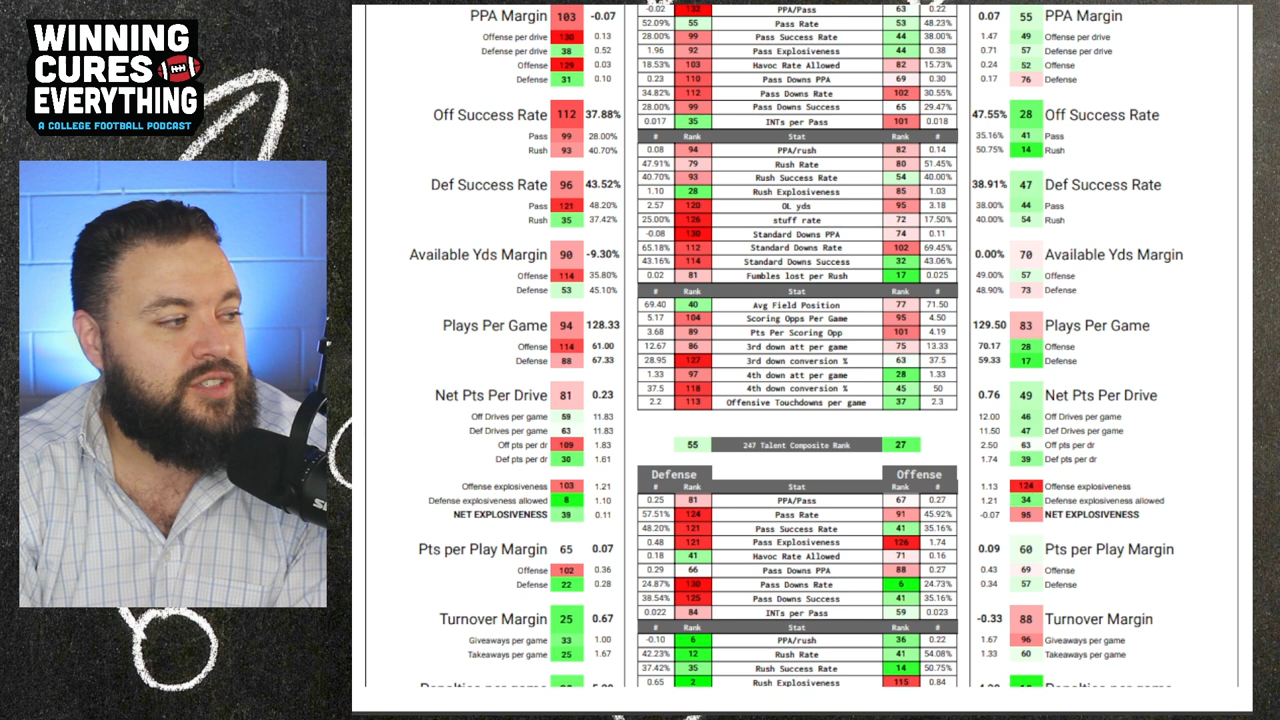 WINNING
CURES
EVERYTHING
A COLLEGE FOOTBALL PODCAST
PPA Margin 103 -0.07
Offense per drive 130 0.13
Defense per drive 38 0.52
Offense 129 0.03
Defense 31 0.10
Off Success Rate 112 37.88%
Pass 99 28.00%
Rush 93 40.70%
Def Success Rate 96 43.52%
Pass 121 48.20%
Rush 35 37.42%
Available Yds Margin 90 -9.30%
Offense 114 35.80%
Defense 53 45.10%
Plays Per Game 94 128.33
Offense 114 61.00
Defense 88 67.33
Net Pts Per Drive 81 0.23
Off Drives per game 59 11.83
Def Drives per game 63 11.83
Off pts per dr 109 1.83
Def pts per dr 30 1.61
Offense explosiveness 103 1.21
Defense explosiveness allowed 8 1.10
NET EXPLOSIVENESS 39 0.11
Pts per Play Margin 65 0.07
Offense 102 0.36
Defense 22 0.28
Turnover Margin 25 0.67
Giveaways per game 33 1.00
Takeaways per game 25 1.67
-0.02 132 PPA/Pass 63 0.22
52.09% 55 Pass Rate 53 48.23%
28.00% 99 Pass Success Rate 44 38.00%
1.96 92 Pass Explosiveness 44 0.38
18.53% 103 Havoc Rate Allowed 82 15.73%
0.23 110 Pass Downs PPA 69 0.30
34.82% 112 Pass Downs Rate 102 30.55%
28.00% 99 Pass Downs Success 65 29.47%
0.017 35 INTs per Pass 101 0.018
# Rank Stat Rank #
0.08 94 PPA/rush 82 0.14
47.91% 79 Rush Rate 80 51.45%
40.70% 93 Rush Success Rate 54 40.00%
1.10 28 Rush Explosiveness 85 1.03
2.57 120 OL yds 95 3.18
25.00% 126 stuff rate 72 17.50%
-0.08 130 Standard Downs PPA 74 0.11
65.18% 112 Standard Downs Rate 102 69.45%
43.16% 114 Standard Downs Success 32 43.06%
0.02 81 Fumbles lost per Rush 17 0.025
# Rank Stat Rank #
69.40 40 Avg Field Position 77 71.50
5.17 104 Scoring Opps Per Game 95 4.50
3.68 89 Pts Per Scoring Opp 101 4.19
12.67 86 3rd down att per game 75 13.33
28.95 127 3rd down conversion % 63 37.5
1.33 97 4th down att per game 28 1.33
37.5 118 4th down conversion % 45 50
2.2 113 Offensive Touchdowns per game 37 2.3
55 247 Talent Composite Rank 27
Defense Offense
# Rank Stat Rank #
0.25 81 PPA/Pass 67 0.27
57.51% 124 Pass Rate 91 45.92%
48.20% 121 Pass Success Rate 41 35.16%
0.48 121 Pass Explosiveness 126 1.74
0.18 41 Havoc Rate Allowed 71 0.16
0.29 66 Pass Downs PPA 88 0.27
24.87% 130 Pass Downs Rate 6 24.73%
38.54% 125 Pass Downs Success 41 35.16%
0.022 84 INTs per Pass 59 0.023
# Rank Stat Rank #
-0.10 6 PPA/rush 36 0.22
42.23% 12 Rush Rate 41 54.08%
37.42% 35 Rush Success Rate 14 50.75%
0.65 2 Rush Explosiveness 115 0.84
0.07 55 PPA Margin
1.47 49 Offense per drive
0.71 57 Defense per drive
0.24 52 Offense
0.17 76 Defense
47.55% 28 Off Success Rate
35.16% 41 Pass
50.75% 14 Rush
38.91% 47 Def Success Rate
38.00% 44 Pass
40.00% 54 Rush
0.00% 70 Available Yds Margin
49.00% 57 Offense
48.90% 73 Defense
129.50 83 Plays Per Game
70.17 28 Offense
59.33 17 Defense
0.76 49 Net Pts Per Drive
12.00 46 Off Drives per game
11.50 47 Def Drives per game
2.50 63 Off pts per dr
1.74 39 Def pts per dr
1.13 124 Offense explosiveness
1.21 34 Defense explosiveness allowed
-0.07 95 NET EXPLOSIVENESS
0.09 60 Pts per Play Margin
0.43 69 Offense
0.34 57 Defense
-0.33 88 Turnover Margin
1.67 96 Giveaways per game
1.33 60 Takeaways per game